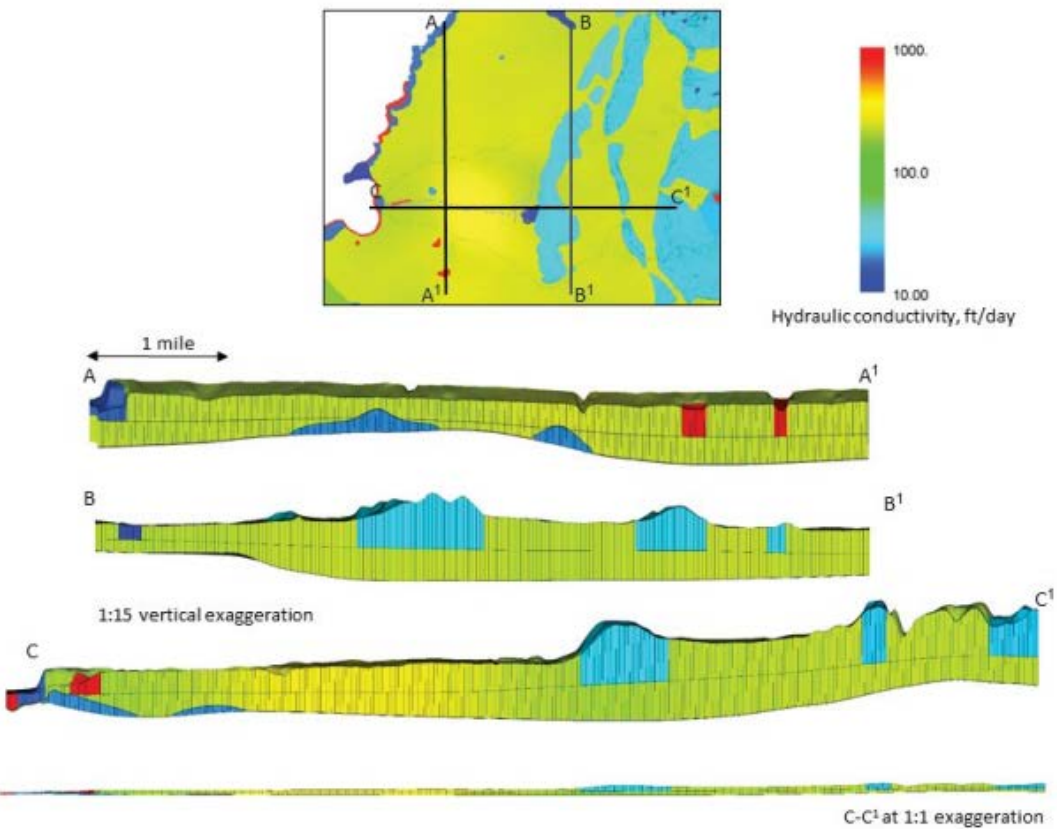 A
B
1000.
100.0
C
C¹
A¹
B¹
10.00
Hydraulic conductivity, ft/day
1 mile
A
A¹
B
B¹
1:15 vertical exaggeration
C¹
C
C-C¹ at 1:1 exaggeration